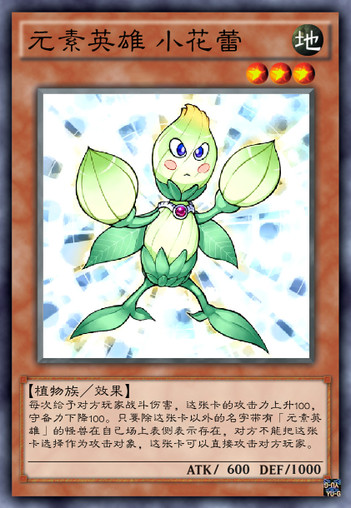 元素英雄 小花蕾
地
【植物族／效果】
每次给予对方玩家战斗伤害，这张卡的攻击力上升100，
守备力下降100。只要除这张卡以外的名字带有「元素英
雄」的怪兽在自己场上表侧表示存在，对方不能把这张
卡选择作为攻击对象，这张卡可以直接攻击对方玩家。
ATK/ 600 DEF/1000
YU-G